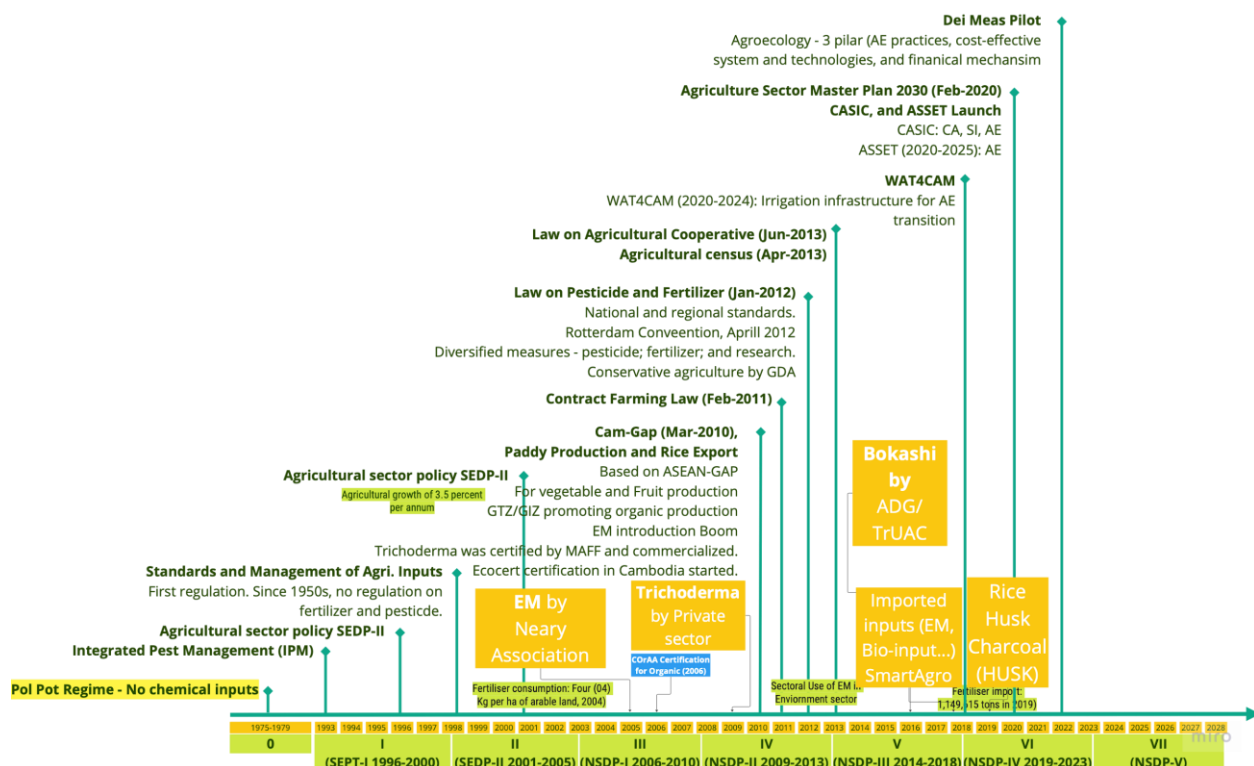 Dei Meas Pilot
Agroecology - 3 pilar (AE practices, cost-effective
system and technologies, and finanical mechansim
Agriculture Sector Master Plan 2030 (Feb-2020)
CASIC, and ASSET Launch
CASIC: CA, SI, AE
ASSET (2020-2025): AE
WAT4CAM
WAT4CAM (2020-2024): Irrigation infrastructure for AE
transition
Law on Agricultural Cooperative (Jun-2013)
Agricultural census (Apr-2013)
Law on Pesticide and Fertilizer (Jan-2012)
National and regional standards.
Rotterdam Conveention, Aprill 2012
Diversified measures - pesticide; fertilizer; and research.
Conservative agriculture by GDA
Contract Farming Law (Feb-2011)
Cam-Gap (Mar-2010),
Paddy Production and Rice Export
Based on ASEAN-GAP
For vegetable and Fruit production
GTZ/GIZ promoting organic production
EM introduction Boom
Trichoderma was certified by MAFF and commercialized.
Ecocert certification in Cambodia started.
Bokashi
by
ADG/
TrUAC
Agricultural sector policy SEDP-II
Agricultural growth of 3.5 percent
per annum
Standards and Management of Agri. Inputs
First regulation. Since 1950s, no regulation on
fertilizer and pesticde.
EM by
Neary
Association
Trichoderma
by Private
sector
Imported
inputs (EM,
Bio-input...)
SmartAgro
Rice
Husk
Charcoal
(HUSK)
Agricultural sector policy SEDP-II
Integrated Pest Management (IPM)
COrAA Certification
for Organic (2006)
Pol Pot Regime - No chemical inputs
Fertiliser consumption: Four (04)
Kg per ha of arable land, 2004)
Sectoral Use of EM
Enviornment sector
Fertiliser import:
tons in 2019)
1975-1979 1993 1994 1995 1996 1997 1998 1999 2000 2001 2002 2003 2004 2005 2006 2007 2008 2009 2010 2011 2012 2013 2014 2015 2016 2017 2018 2019 2020 2021 2022 2023 2024 2025 2026 2027 2028
0 I II III IV V VI VII
(SEPT-I 1996-2000) (SEDP-II 2001-2005) (NSDP-I 2006-2010) (NSDP-II 2009-2013) (NSDP-III 2014-2018) (NSDP-IV 2019-2023) (NSDP-V)
miro